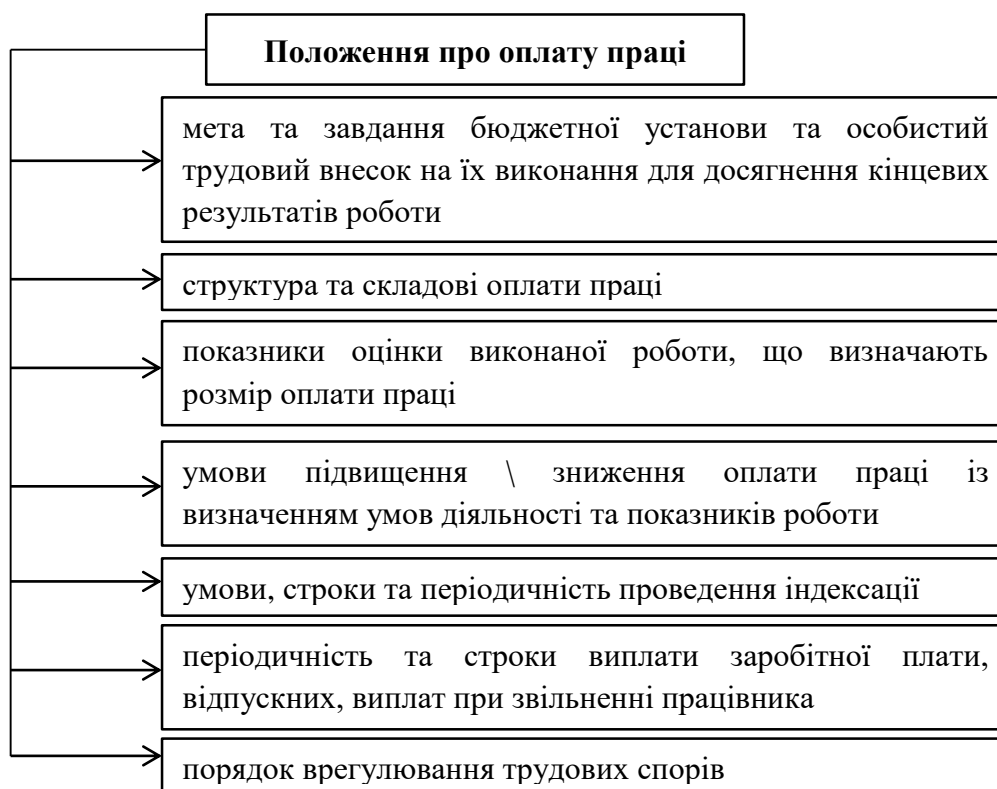 Положення про оплату праці
мета та завдання бюджетної установи та особистий
трудовий внесок на їх виконання для досягнення кінцевих
результатів роботи
структура та складові оплати праці
показники оцінки виконаної роботи, що визначають
розмір оплати праці
умови підвищення \ зниження оплати праці із
визначенням умов діяльності та показників роботи
умови, строки та періодичність проведення індексації
періодичність та строки виплати заробітної плати,
відпускних, виплат при звільненні працівника
порядок врегулювання трудових спорів